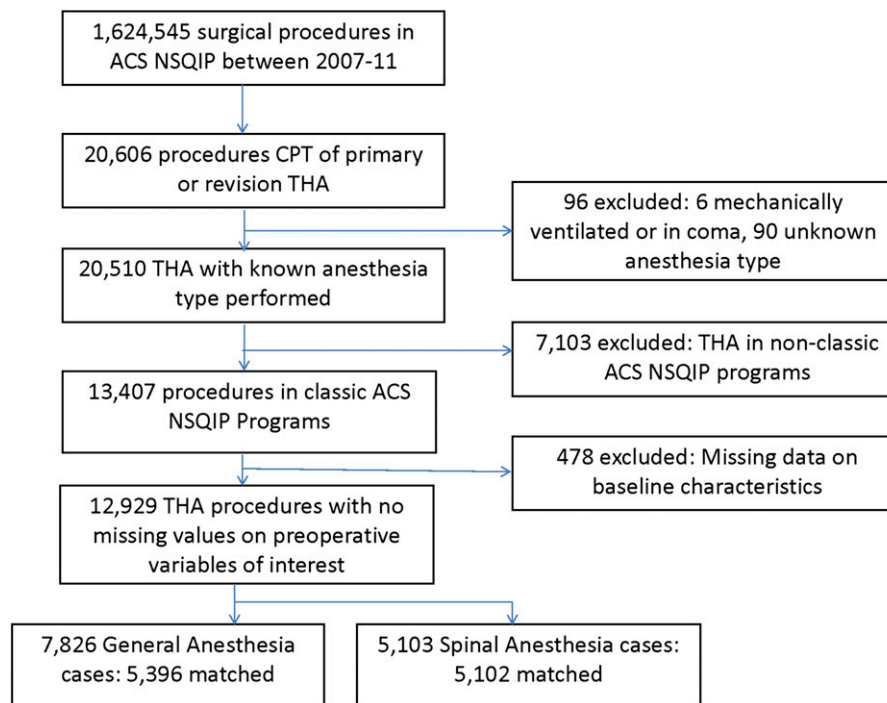 1,624,545 surgical procedures in
ACS NSQIP between 2007-11
20,606 procedures CPT of primary
or revision THA
96 excluded: 6 mechanically
ventilated or in coma, 90 unknown
anesthesia type
20,510 THA with known anesthesia
type performed
7,103 excluded: THA in non-classic
ACS NSQIP programs
13,407 procedures in classic ACS
NSQIP Programs
478 excluded: Missing data on
baseline characteristics
12,929 THA procedures with no
missing values on preoperative
variables of interest
7,826 General Anesthesia
cases: 5,396 matched
5,103 Spinal Anesthesia cases:
5,102 matched